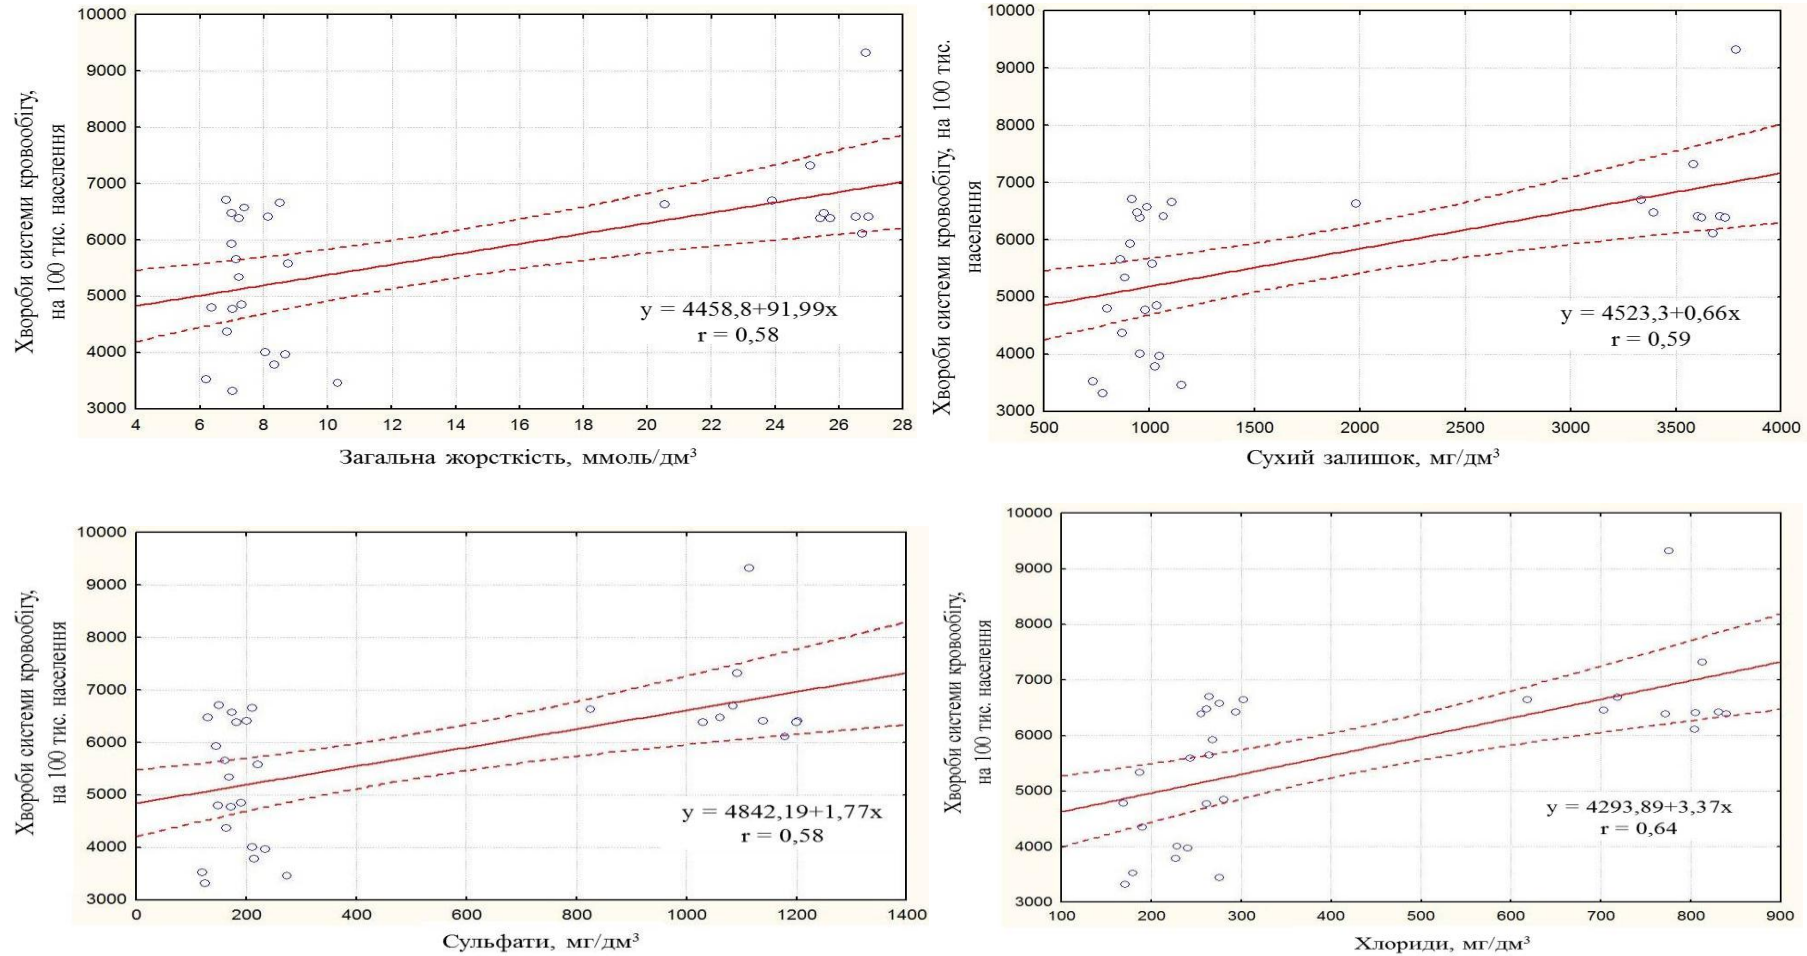 Хвороби системи кровообігу,
на 100 тис. населення
10000
9000
8000
7000
6000
5000
4000
3000
y = 4458,8+91,99x
r = 0,58
4 6 8 10 12 14 16 18 20 22 24 26 28
Загальна жорсткість, ммоль/дм³
Хвороби системи кровообігу, на 100 тис.
населення
10000
9000
8000
7000
6000
5000
4000
3000
y = 4523,3+0,66x
r = 0,59
500 1000 1500 2000 2500 3000 3500 4000
Сухий залишок, мг/дм³
Хвороби системи кровообігу,
на 100 тис. населення
10000
9000
8000
7000
6000
5000
4000
3000
y = 4842,19+1,77x
r = 0,58
0 200 400 600 800 1000 1200 1400
Сульфати, мг/дм³
Хвороби системи кровообігу,
на 100 тис. населення
10000
9000
8000
7000
6000
5000
4000
3000
y = 4293,89+3,37x
r = 0,64
100 200 300 400 500 600 700 800 900
Хлориди, мг/дм³